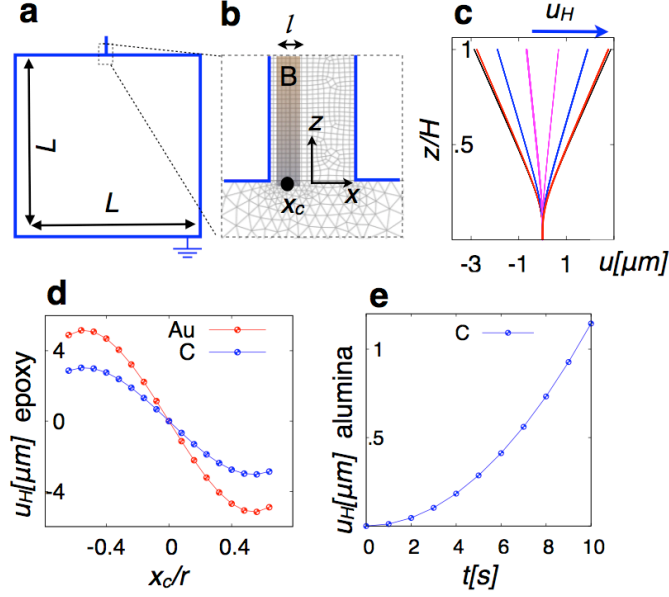 a
L
L
b
l
B
z
x
x_c
c
u_H
z/H
1
.5
-3
-1
1
u[μm]
d
Au
C
u_H[μm] epoxy
4
0
-4
-0.4
0
0.4
x_c/r
e
C
u_H[μm] alumina
1
.5
0
0
2
4
6
8
10
t[s]